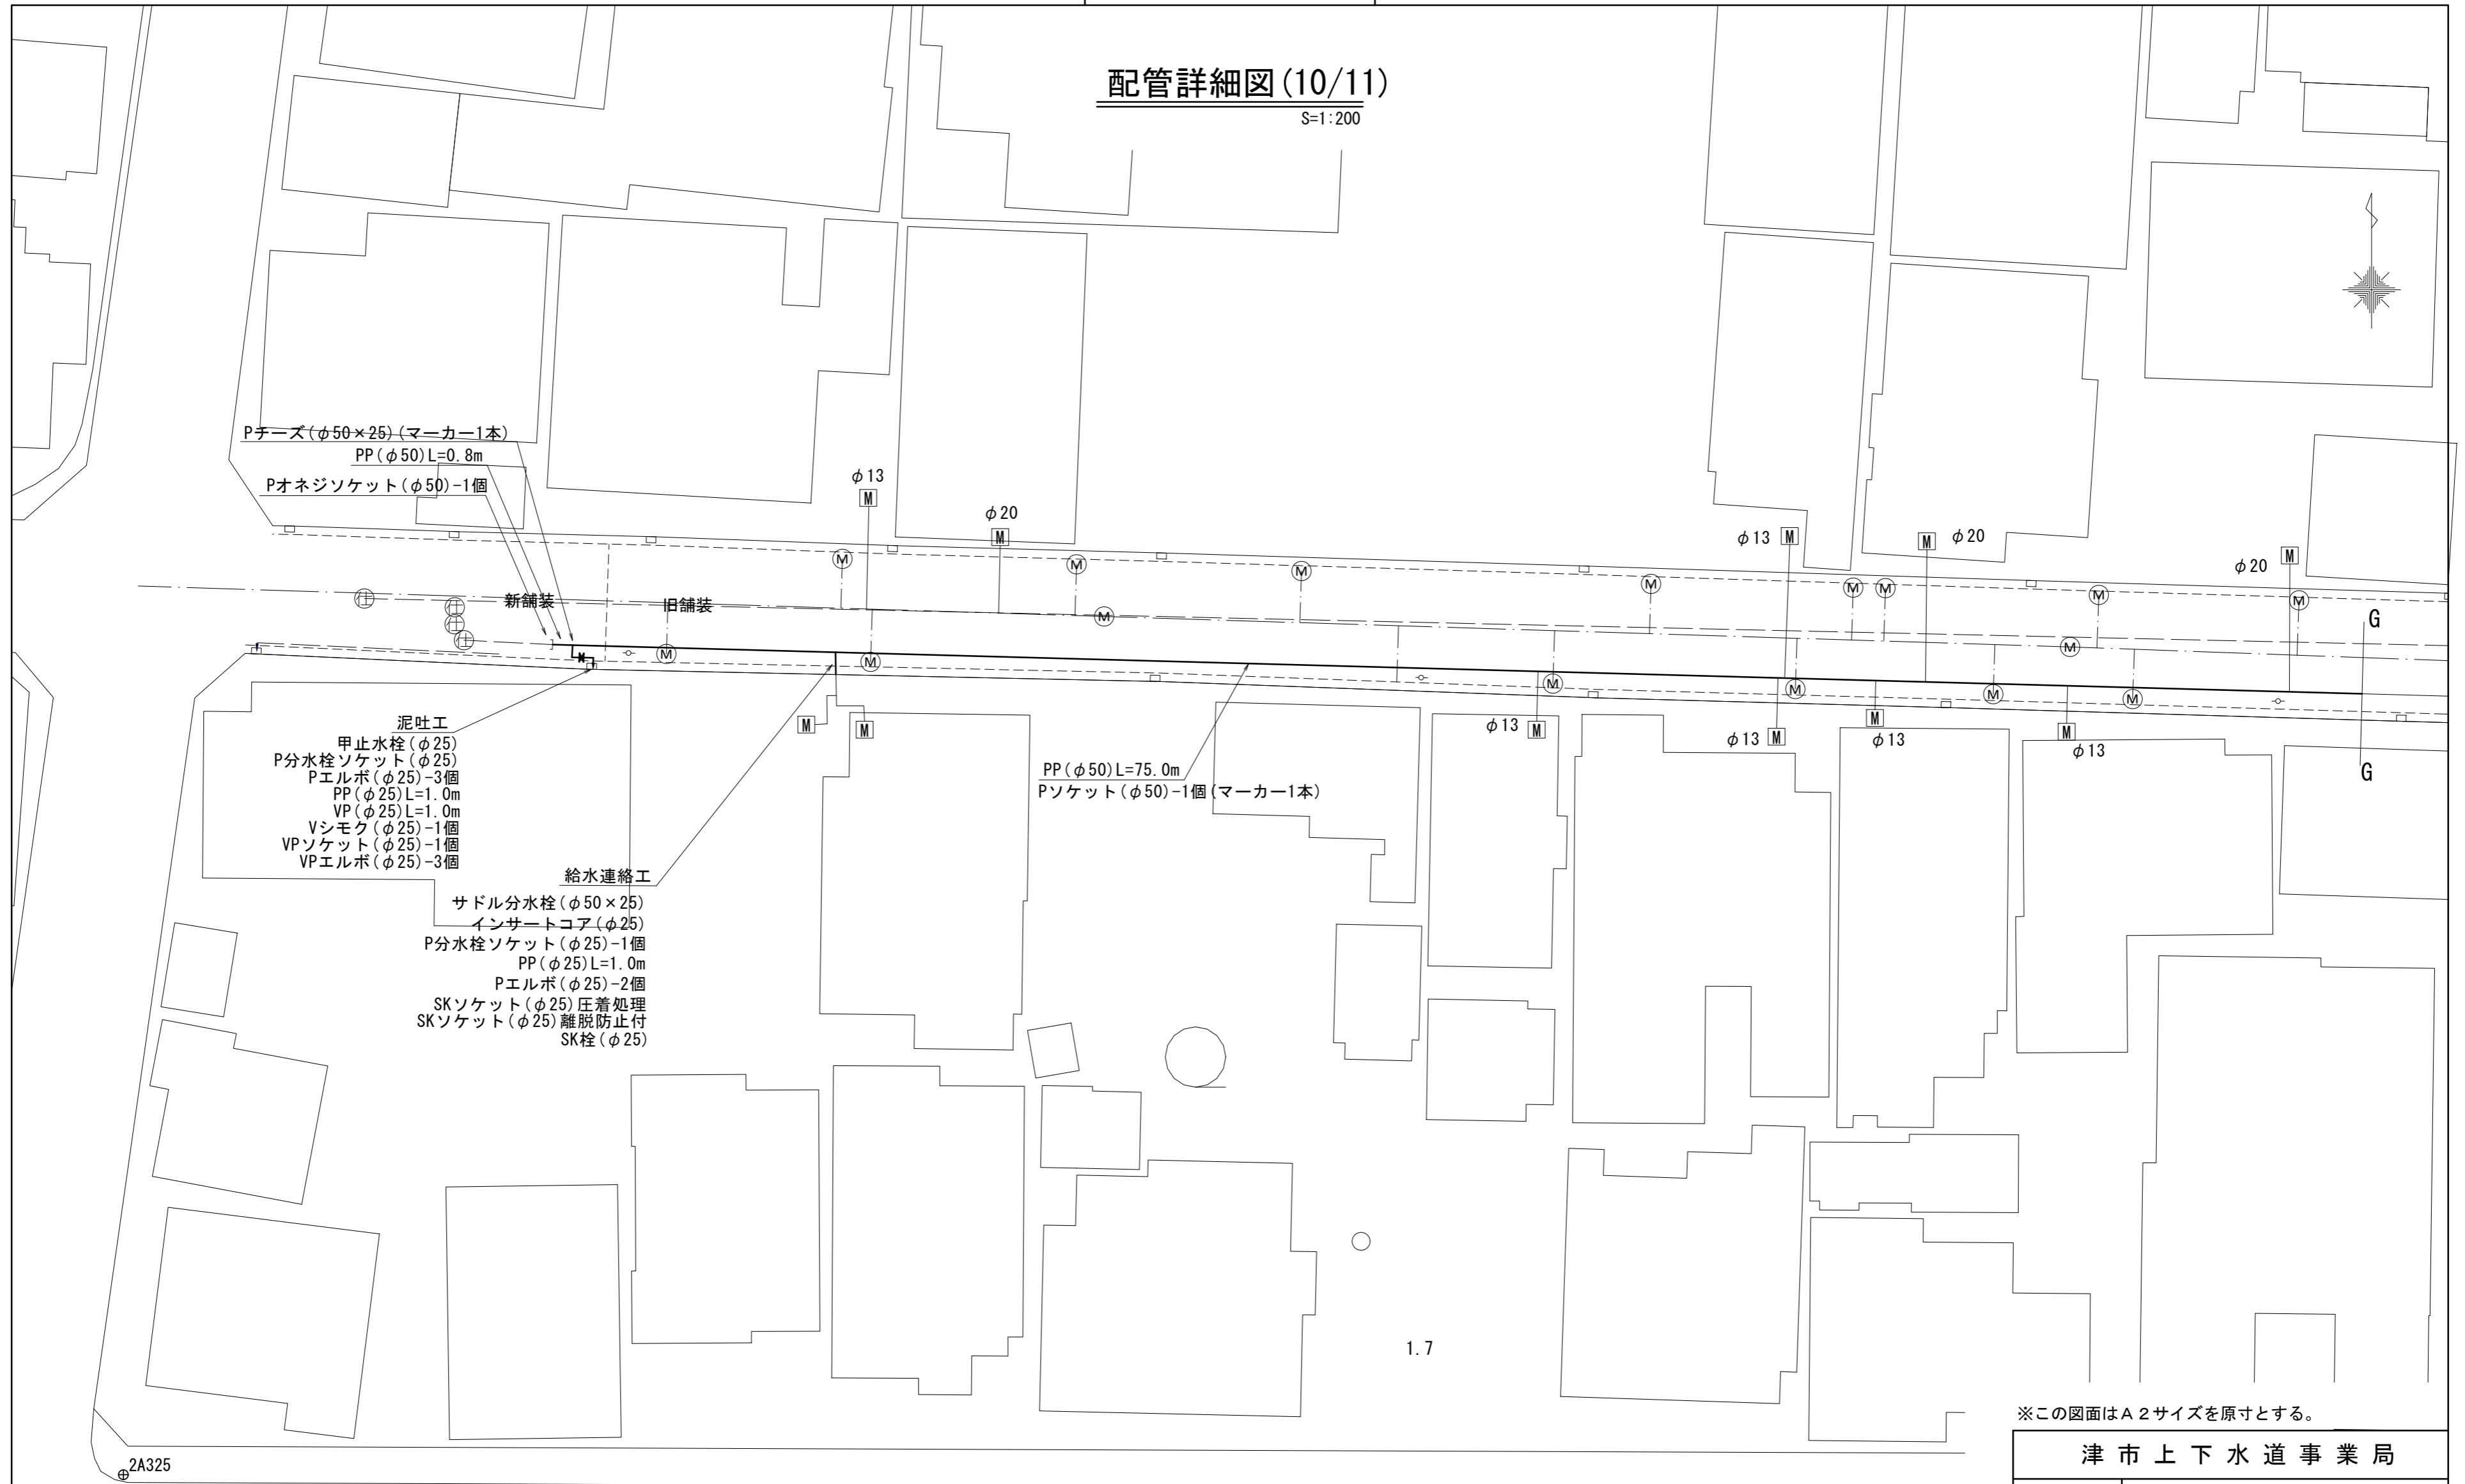 配管詳細図(10/11)
S=1:200
Pチーズ(φ50×25)(マーカー1本)
PP(φ50)L=0.8m
Pオネジソケット(φ50)-1個
φ13
M
φ20
M
φ13 M
M φ20
φ20
M
M
M
M
M
M
M
M
M
仕
仕
仕
仕
新舗装
旧舗装
M
M
G
M
M
M
M
M
M
M
M
φ13 M
φ13 M
M
φ13
M
φ13
G
泥吐工
甲止水栓(φ25)
P分水栓ソケット(φ25)
Pエルボ(φ25)-3個
PP(φ25)L=1.0m
VP(φ25)L=1.0m
Vシモク(φ25)-1個
VPソケット(φ25)-1個
VPエルボ(φ25)-3個
PP(φ50)L=75.0m
Pソケット(φ50)-1個(マーカー1本)
給水連絡工
サドル分水栓(φ50×25)
インサートコア(φ25)
P分水栓ソケット(φ25)-1個
PP(φ25)L=1.0m
Pエルボ(φ25)-2個
SKソケット(φ25)圧着処理
SKソケット(φ25)離脱防止付
SK栓(φ25)
1.7
※この図面はA2サイズを原寸とする。
津市上下水道事業局
2A325